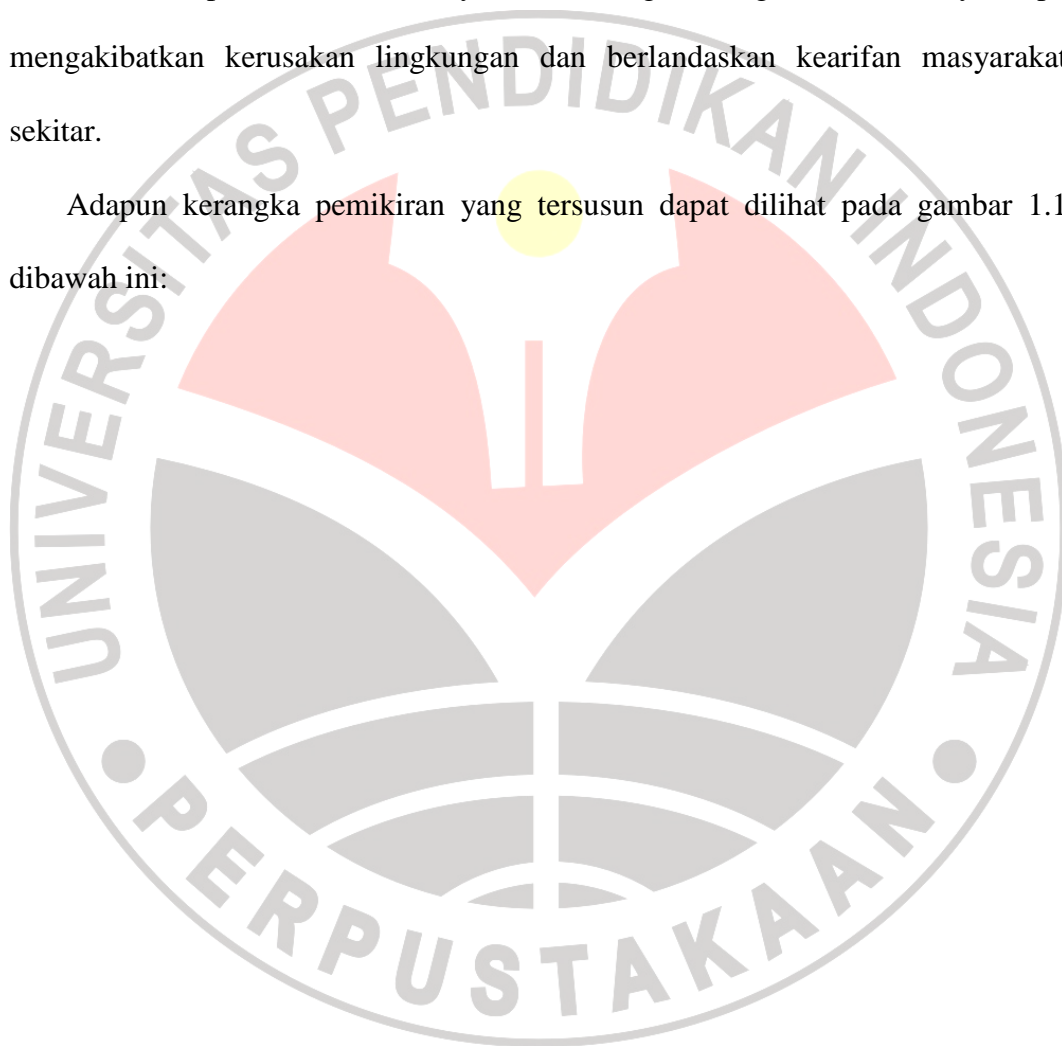 mengakibatkan kerusakan lingkungan dan berlandaskan kearifan masyarakat
sekitar.
Adapun kerangka pemikiran yang tersusun dapat dilihat pada gambar 1.1
dibawah ini:
UNIVERSITAS PENDIDIKAN INDONESIA
PERPUSTAKAAN